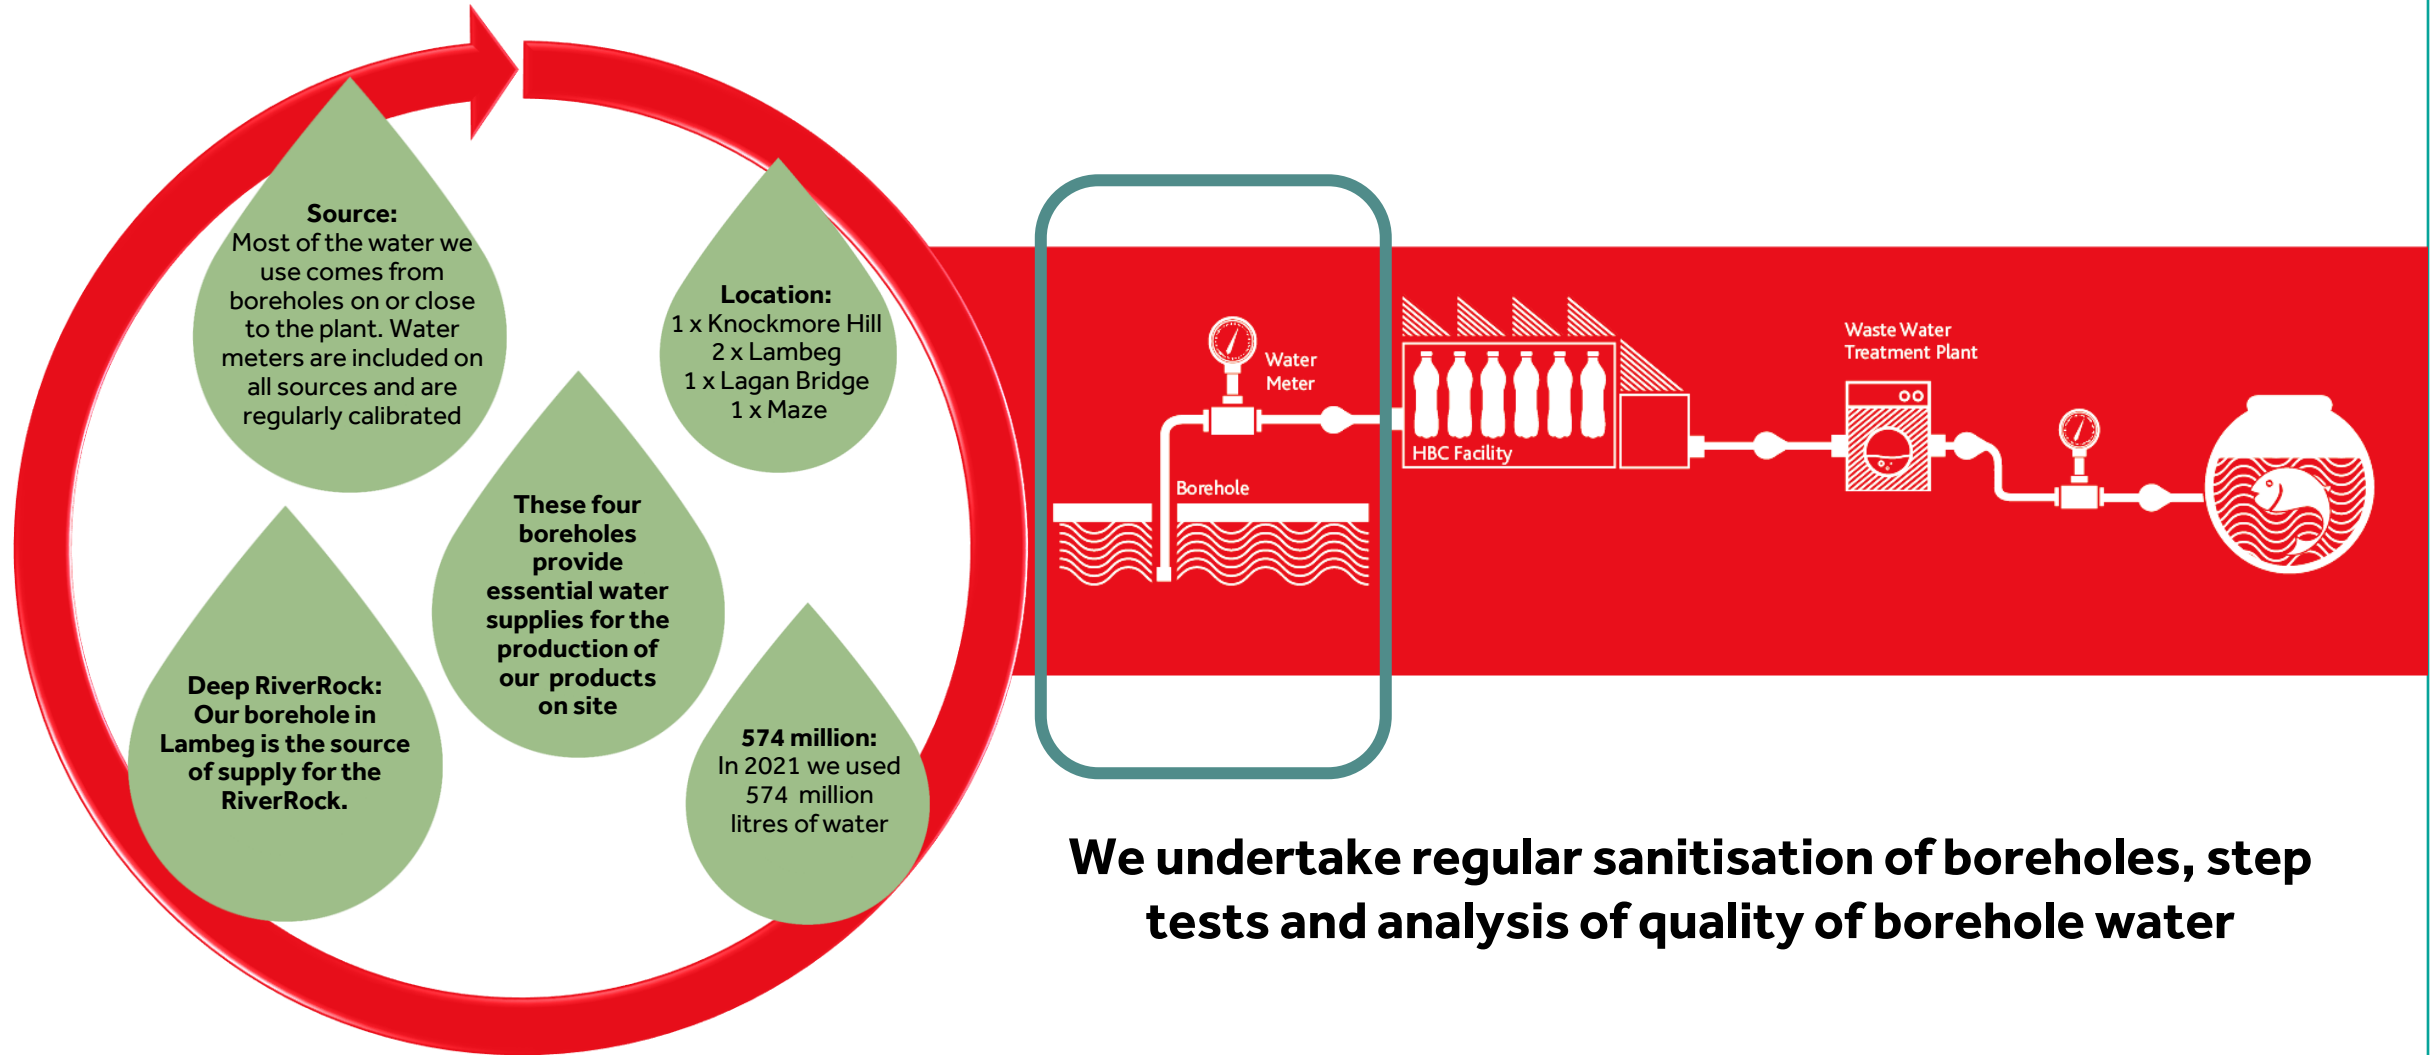 Source:
Most of the water we
use comes from
boreholes on or close
to the plant. Water
meters are included on
all sources and are
regularly calibrated
Location:
1 x Knockmore Hill
2 x Lambeg
1 x Lagan Bridge
1 x Maze
These four
boreholes
provide
essential water
supplies for the
production of
our products
on site
Deep RiverRock:
Our borehole in
Lambeg is the source
of supply for the
RiverRock.
574 million:
In 2021 we used
574 million
litres of water
Water
Meter
Borehole
HBC Facility
Waste Water
Treatment Plant
We undertake regular sanitisation of boreholes, step
tests and analysis of quality of borehole water